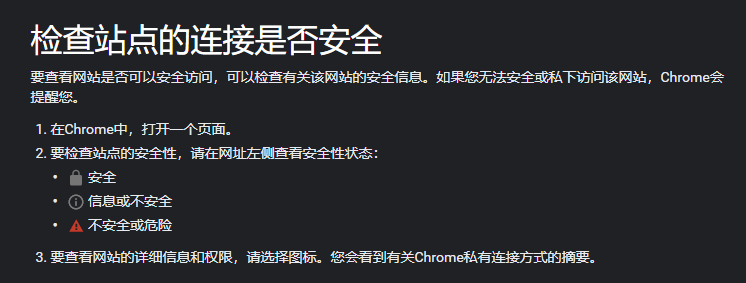 检查站点的连接是否安全
要查看网站是否可以安全访问，可以检查有关该网站的安全信息。如果您无法安全或私下访问该网站，Chrome会
提醒您。
1. 在Chrome中，打开一个页面。
2. 要检查站点的安全性，请在网址左侧查看安全性状态：
• 安全
• 信息或不安全
• 不安全或危险
3. 要查看网站的详细信息和权限，请选择图标。您会看到有关Chrome私有连接方式的摘要。